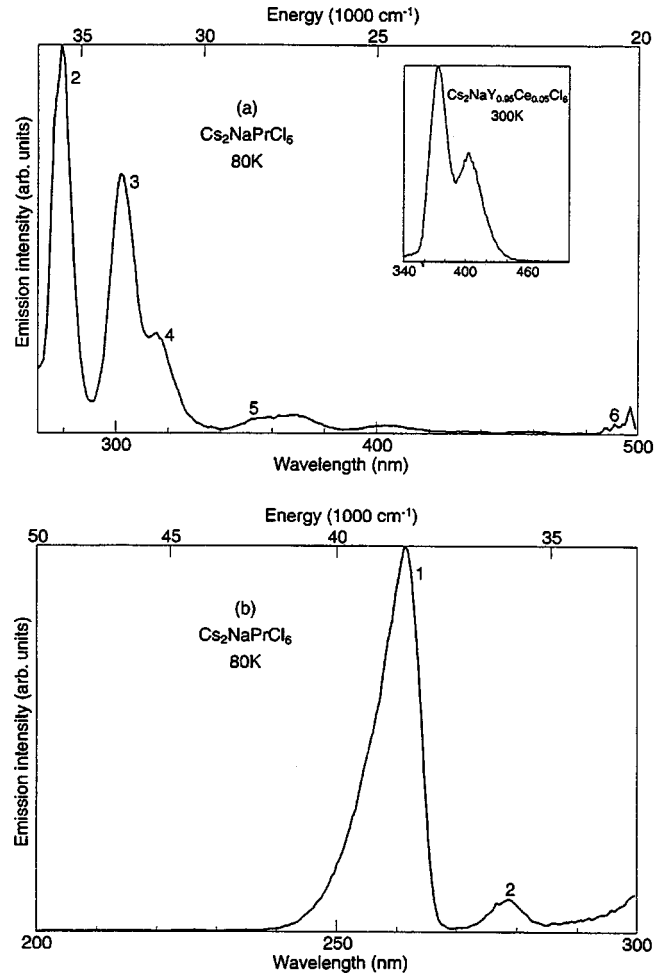 Energy (1000 cm⁻¹)
35 30 25 20
Emission intensity (arb. units)
2
3
4
5
6
(a)
Cs₂NaPrCl₆
80K
Cs₂NaY₀.₉₅Ce₀.₀₅Cl₆
300K
340 400 460
300 400 500
Wavelength (nm)
Energy (1000 cm⁻¹)
50 45 40 35
Emission intensity (arb. units)
1
2
(b)
Cs₂NaPrCl₆
80K
200 250 300
Wavelength (nm)